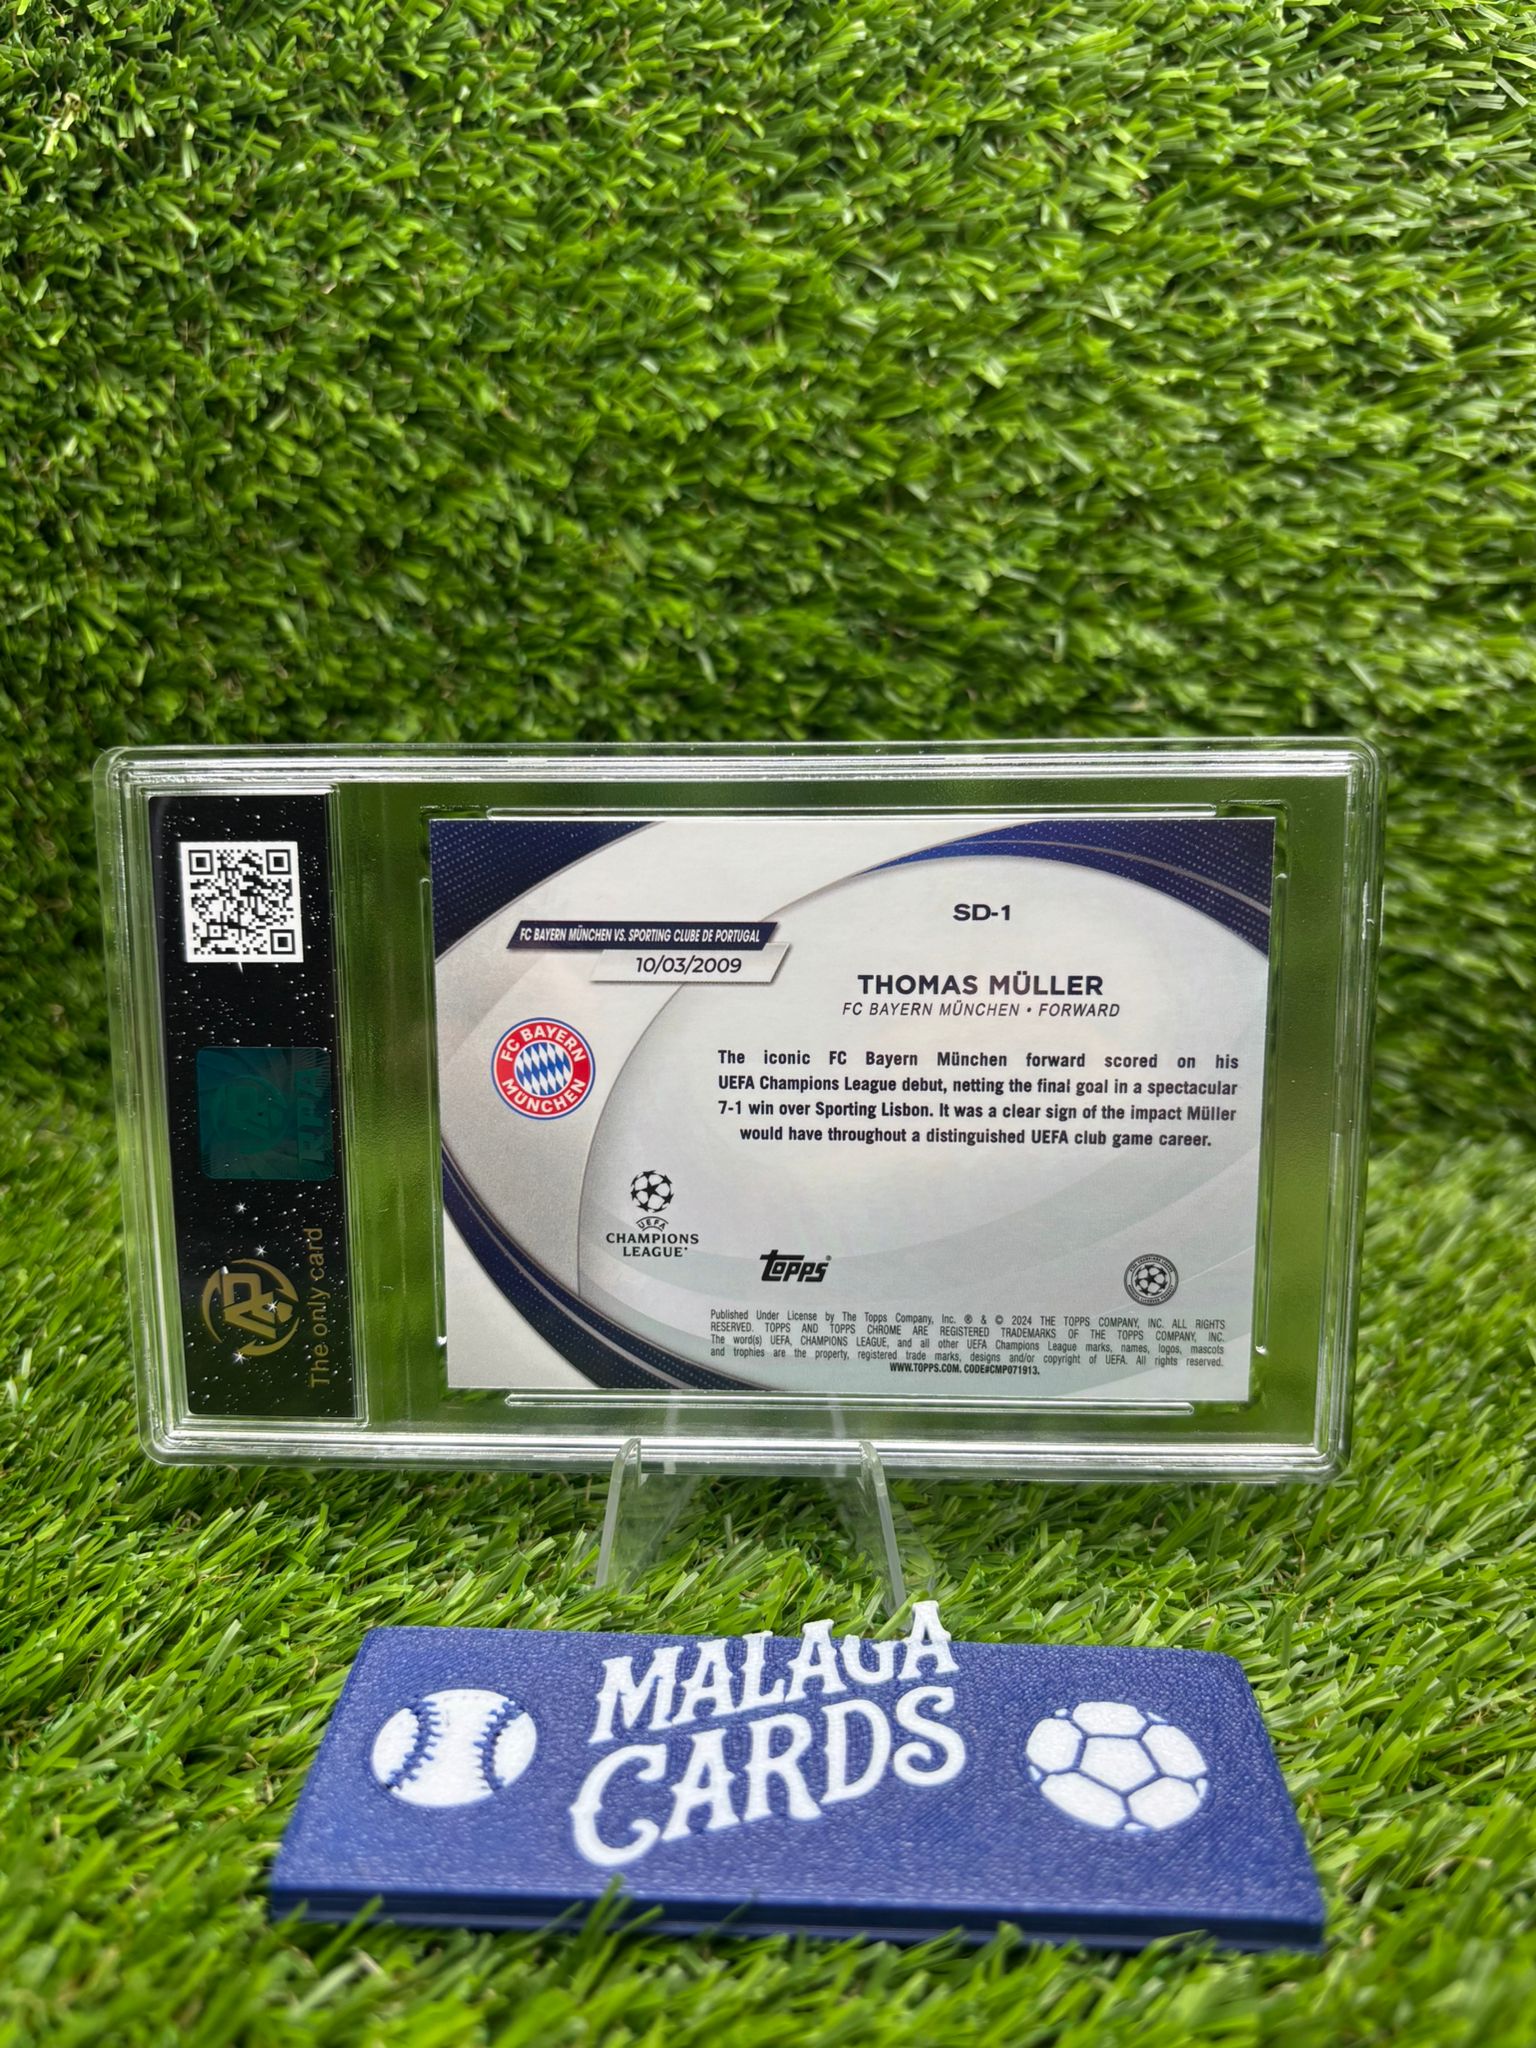 SD-1
FC BAYERN MÜNCHEN VS. SPORTING CLUBE DE PORTUGAL
10/03/2009
THOMAS MÜLLER
FC BAYERN MÜNCHEN • FORWARD
FC BAYERN
MÜNCHEN
The iconic FC Bayern München forward scored on his
UEFA Champions League debut, netting the final goal in a spectacular
7-1 win over Sporting Lisbon. It was a clear sign of the impact Müller
would have throughout a distinguished UEFA club game career.
UEFA
CHAMPIONS
LEAGUE®
topps®
Published Under License by The Topps Company, Inc. ® & © 2024 THE TOPPS COMPANY, INC. ALL RIGHTS
RESERVED. TOPPS AND TOPPS CHROME ARE REGISTERED TRADEMARKS OF THE TOPPS COMPANY, INC.
The word(s) UEFA, CHAMPIONS LEAGUE, and all other UEFA Champions League marks, names, logos, mascots
and trophies are the property, registered trade marks, designs and/or copyright of UEFA. All rights reserved.
WWW.TOPPS.COM. CODE#CMP071913.
The only card
MALAGA
CARDS